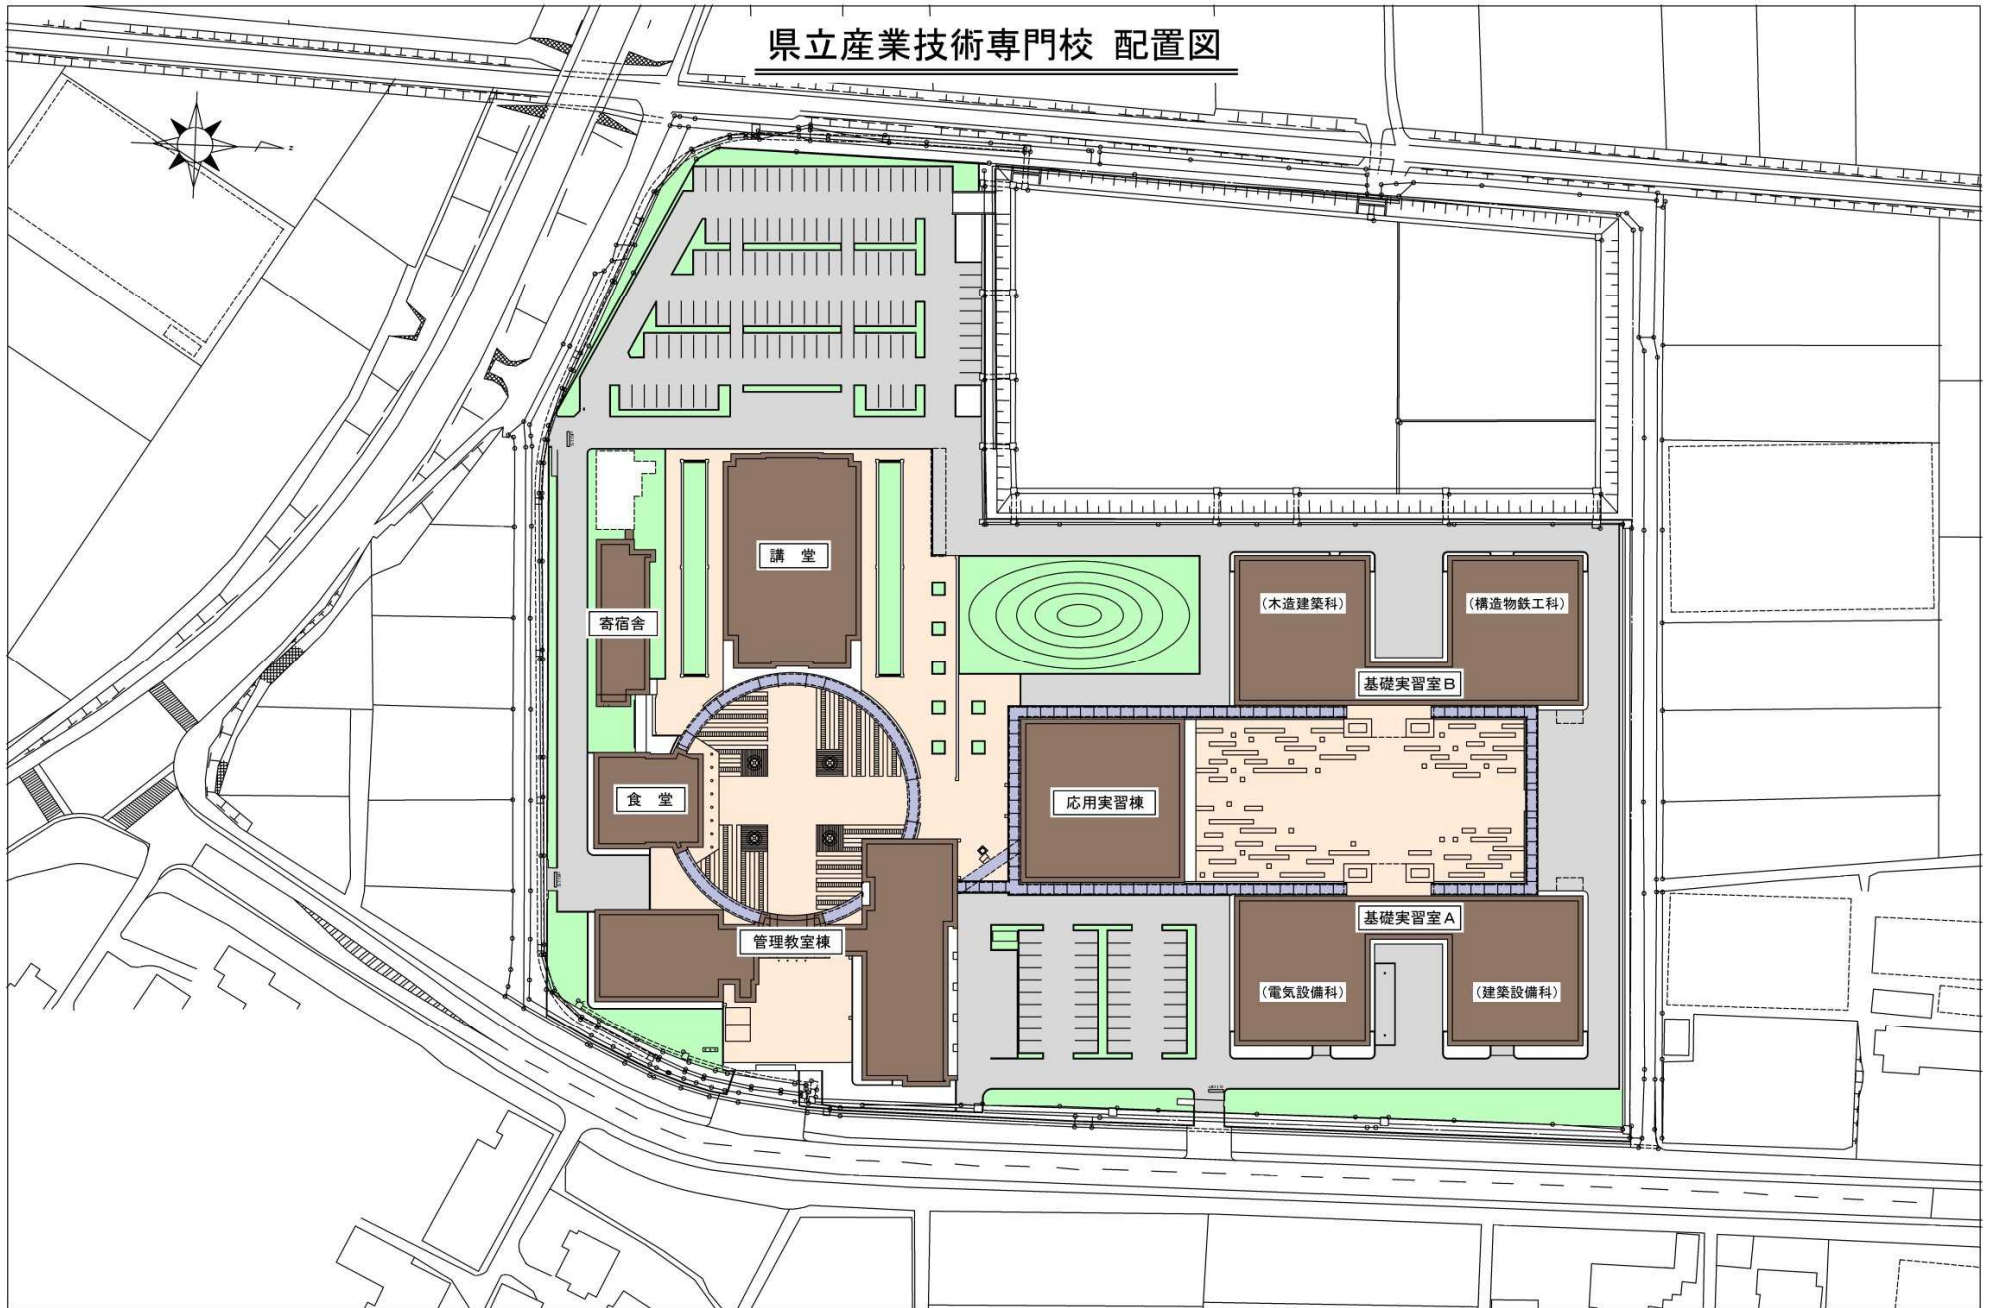 県立産業技術専門校 配置図
講 堂
(木造建築科)
(構造物鉄工科)
寄宿舎
基礎実習室B
食 堂
応用実習棟
基礎実習室A
管理教室棟
(電気設備科)
(建築設備科)